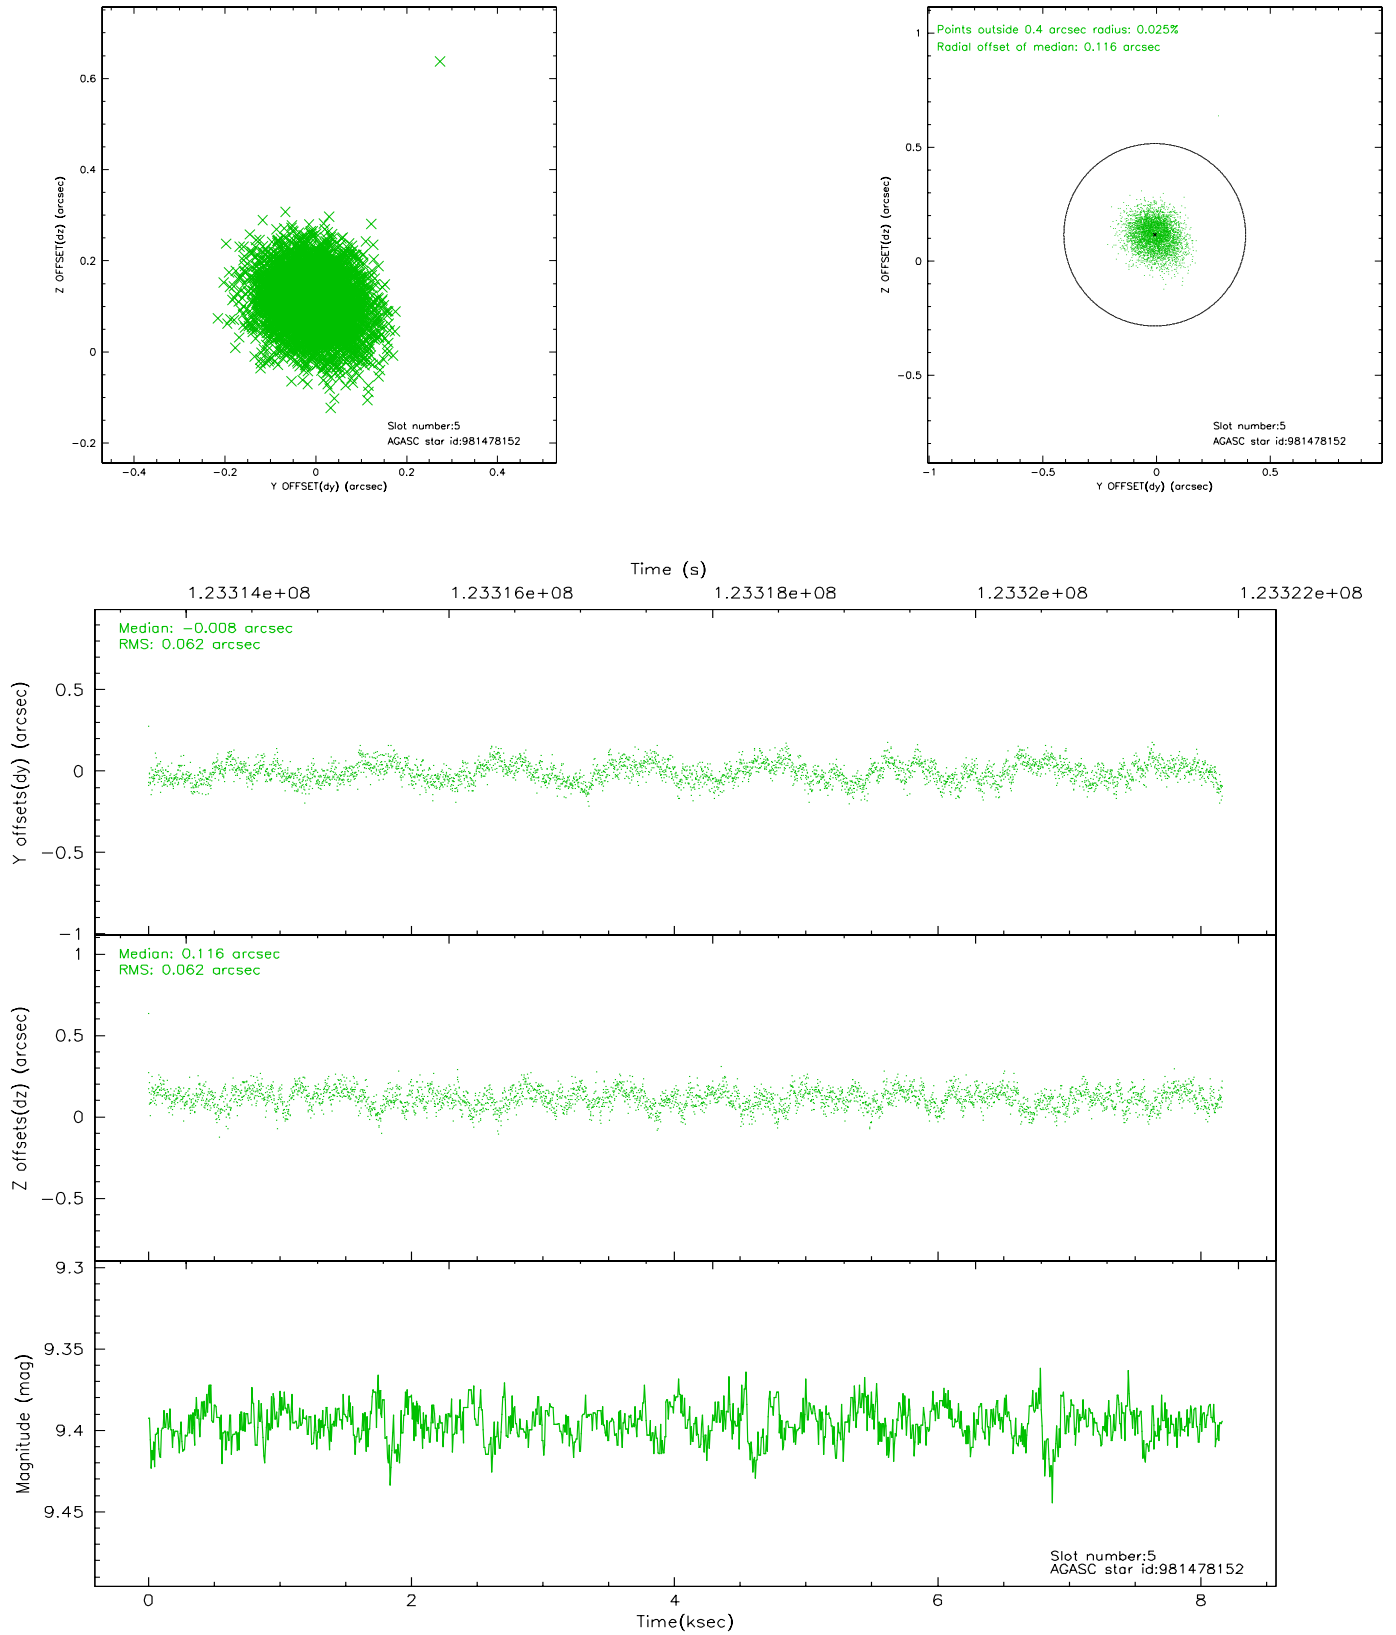 0.6
0.4
0.2
0
−0.2
−0.4
−0.2
0
0.2
0.4
Z OFFSET(dz) (arcsec)
Y OFFSET(dy) (arcsec)
Slot number:5
AGASC star id:981478152
Points outside 0.4 arcsec radius: 0.025%
Radial offset of median: 0.116 arcsec
1
0.5
0
−0.5
−1
−0.5
0
0.5
Z OFFSET(dz) (arcsec)
Y OFFSET(dy) (arcsec)
Slot number:5
AGASC star id:981478152
Time (s)
1.23314e+08
1.23316e+08
1.23318e+08
1.2332e+08
1.23322e+08
Median: −0.008 arcsec
RMS: 0.062 arcsec
0.5
0
−0.5
−1
Y offsets(dy) (arcsec)
Median: 0.116 arcsec
RMS: 0.062 arcsec
1
0.5
0
−0.5
Z offsets(dz) (arcsec)
9.3
9.35
9.4
9.45
Magnitude (mag)
Slot number:5
AGASC star id:981478152
0
2
4
6
8
Time(ksec)